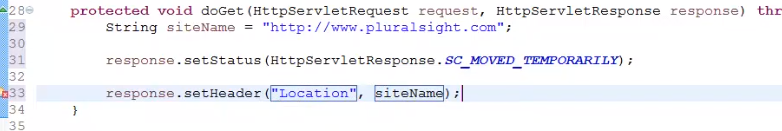 28 protected void doGet(HttpServletRequest request, HttpServletResponse response) thr
29 String siteName = "http://www.pluralsight.com";
30
31 response.setStatus(HttpServletResponse.SC_MOVED_TEMPORARILY);
32
33 response.setHeader("Location", siteName);
34 }
35